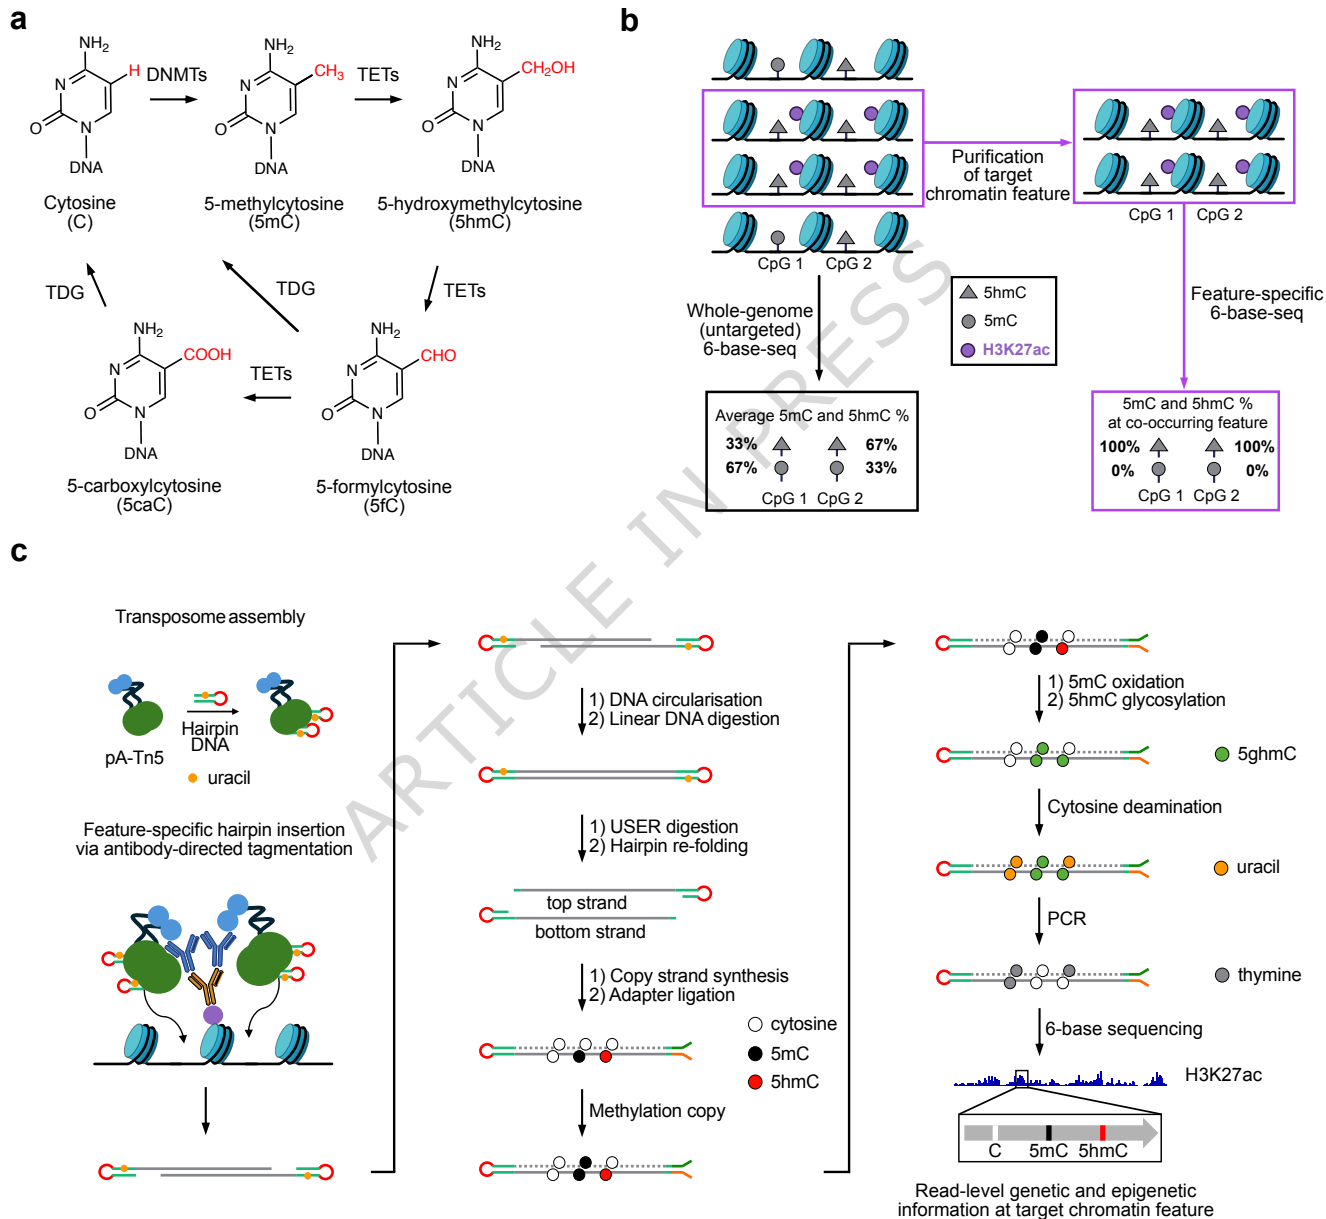 a
NH2
H
N
O
N
DNA
Cytosine
(C)
DNMTs
NH2
CH3
N
O
N
DNA
5-methylcytosine
(5mC)
TETs
NH2
CH2OH
N
O
N
DNA
5-hydroxymethylcytosine
(5hmC)
TDG
TDG
TETs
NH2
COOH
N
O
N
DNA
5-carboxylcytosine
(5caC)
TETs
NH2
CHO
N
O
N
DNA
5-formylcytosine
(5fC)
b
CpG 1 CpG 2
Purification
of target
chromatin feature
CpG 1 CpG 2
Whole-genome
(untargeted)
6-base-seq
5hmC
5mC
H3K27ac
Feature-specific
6-base-seq
Average 5mC and 5hmC %
33% 67%
67% 33%
CpG 1 CpG 2
5mC and 5hmC %
at co-occurring feature
100% 100%
0% 0%
CpG 1 CpG 2
ARTICLE IN PRESS
c
Transposome assembly
pA-Tn5
Hairpin
DNA
uracil
Feature-specific hairpin insertion
via antibody-directed tagmentation
1) DNA circularisation
2) Linear DNA digestion
1) USER digestion
2) Hairpin re-folding
top strand
bottom strand
1) Copy strand synthesis
2) Adapter ligation
cytosine
5mC
5hmC
Methylation copy
1) 5mC oxidation
2) 5hmC glycosylation
5ghmC
Cytosine deamination
uracil
PCR
thymine
6-base sequencing
H3K27ac
C 5mC 5hmC
Read-level genetic and epigenetic
information at target chromatin feature